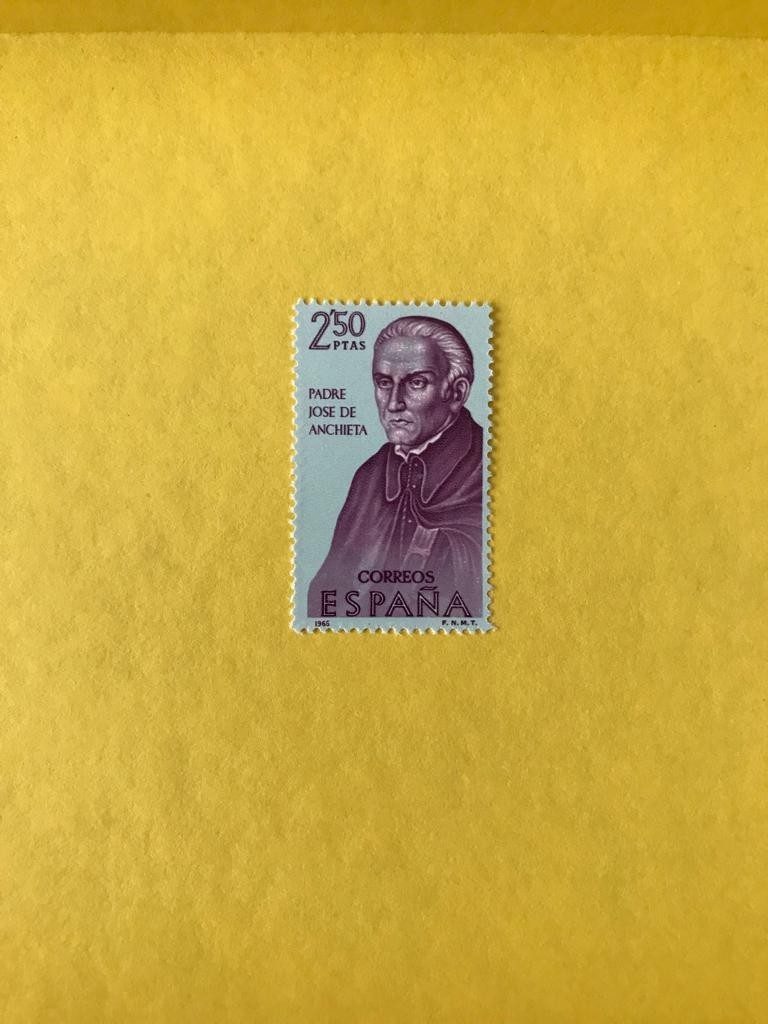 2'50
PTAS
PADRE
JOSE DE
ANCHIETA
CORREOS
ESPAÑA
1965
F. N. M. T.